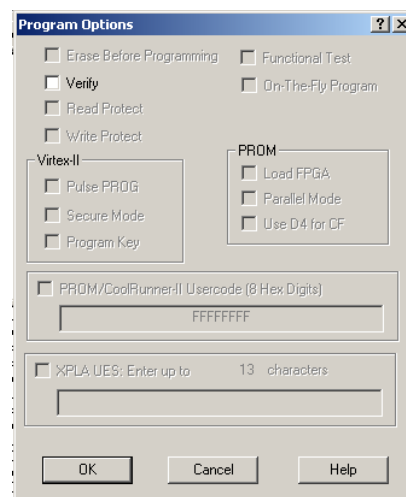 Program Options
Erase Before Programming
Functional Test
Verify
On-The-Fly Program
Read Protect
Write Protect
Virtex-II
Pulse PROG
Secure Mode
Program Key
PROM
Load FPGA
Parallel Mode
Use D4 for CF
PROM/CoolRunner-II Usercode (8 Hex Digits)
FFFFFFFF
XPLA UES: Enter up to 13 characters
OK Cancel Help